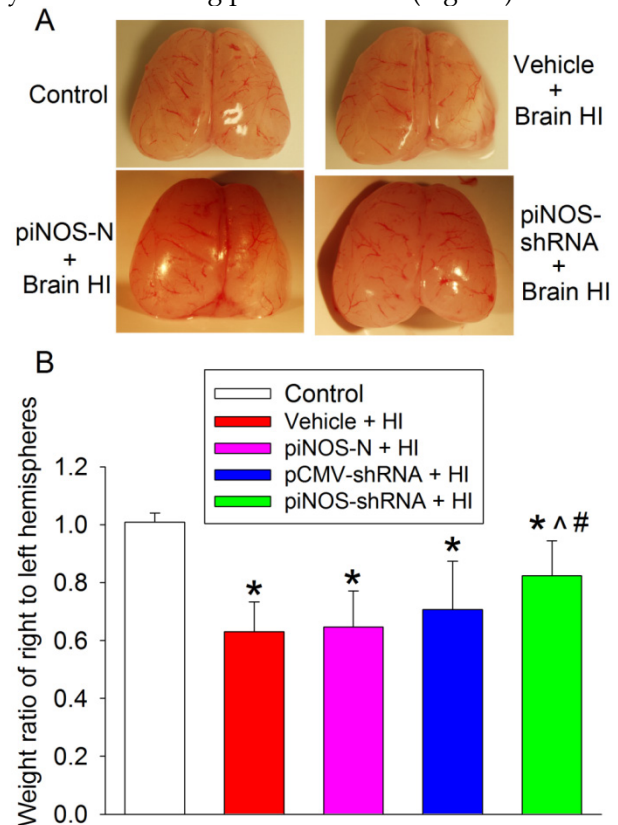 A
Control
Vehicle
+
Brain HI
piNOS-N
+
Brain HI
piNOS-
shRNA
+
Brain HI
B
Control
Vehicle + HI
piNOS-N + HI
pCMV-shRNA + HI
piNOS-shRNA + HI
Weight ratio of right to left hemispheres
1.2
1.0
0.8
0.6
0.4
0.2
0.0
*
*
*
* ^ #